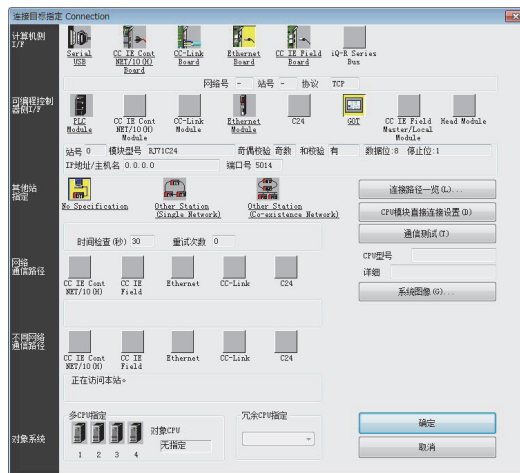 连接目标指定 Connection
计算机侧
I/F
Serial
USB
CC IE Cont
NET/10(H)
Board
CC-Link
Board
Ethernet
Board
CC IE Field
Board
iQ-R Series
Bus
网络号 - 站号 - 协议 TCP
可编程控制
器侧I/F
PLC
Module
CC IE Cont
NET/10(H)
Module
CC-Link
Module
Ethernet
Module
C24
GOT
CC IE Field
Master/Local
Module
Head Module
站号 0 模块型号 RJ71C24 奇偶校验 奇数 和校验 有 数据位:8 停止位:1
IP地址/主机名 0.0.0.0 端口号 5014
其他站
指定
No Specification
Other Station
(Single Network)
Other Station
(Co-existence Network)
时间检查(秒) 30 重试次数 0
连接路径一览(L)...
CPU模块直接连接设置(D)
通信测试(T)
CPU型号
详细
系统图像(G)...
网络
通信路径
CC IE Cont
NET/10(H)
CC IE
Field
Ethernet
CC-Link
C24
不同网络
通信路径
CC IE Cont
NET/10(H)
CC IE
Field
Ethernet
CC-Link
C24
正在访问本站。
对象系统
多CPU指定
1 2 3 4
对象CPU
无指定
冗余CPU指定
确定
取消